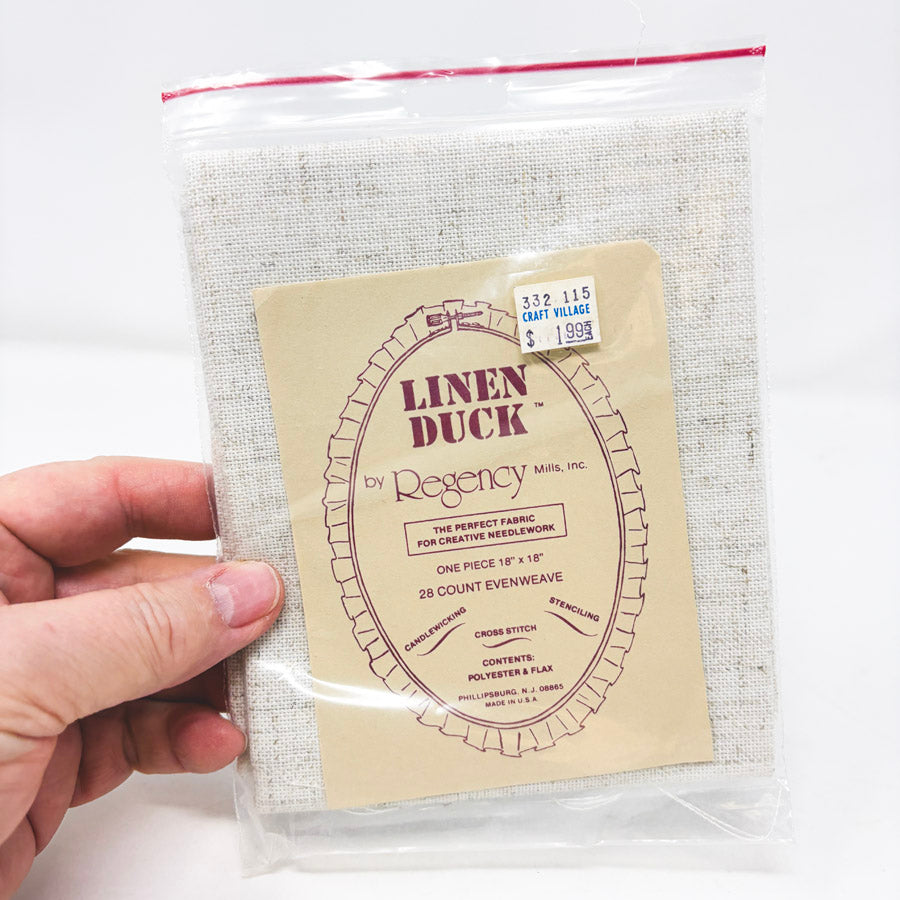 332 115
CRAFT VILLAGE
$ 1.99 EACH
LINEN
DUCK™
by Regency Mills, Inc.
THE PERFECT FABRIC
FOR CREATIVE NEEDLEWORK
ONE PIECE 18" x 18"
28 COUNT EVENWEAVE
CANDLEWICKING
CROSS STITCH
STENCILING
CONTENTS:
POLYESTER & FLAX
PHILLIPSBURG, N.J. 08865
MADE IN U.S.A.